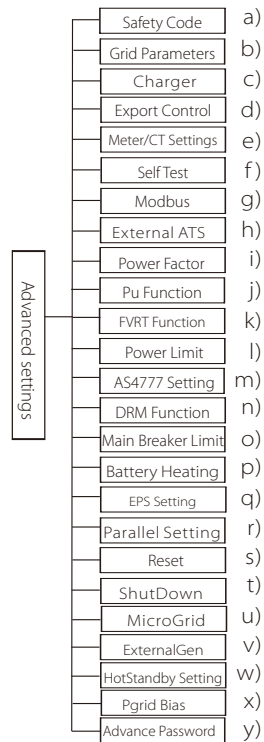 Advanced settings
Safety Code a)
Grid Parameters b)
Charger c)
Export Control d)
Meter/CT Settings e)
Self Test f)
Modbus g)
External ATS h)
Power Factor i)
Pu Function j)
FVRT Function k)
Power Limit l)
AS4777 Setting m)
DRM Function n)
Main Breaker Limit o)
Battery Heating p)
EPS Setting q)
Parallel Setting r)
Reset s)
ShutDown t)
MicroGrid u)
ExternalGen v)
HotStandby Setting w)
Pgrid Bias x)
Advance Password y)